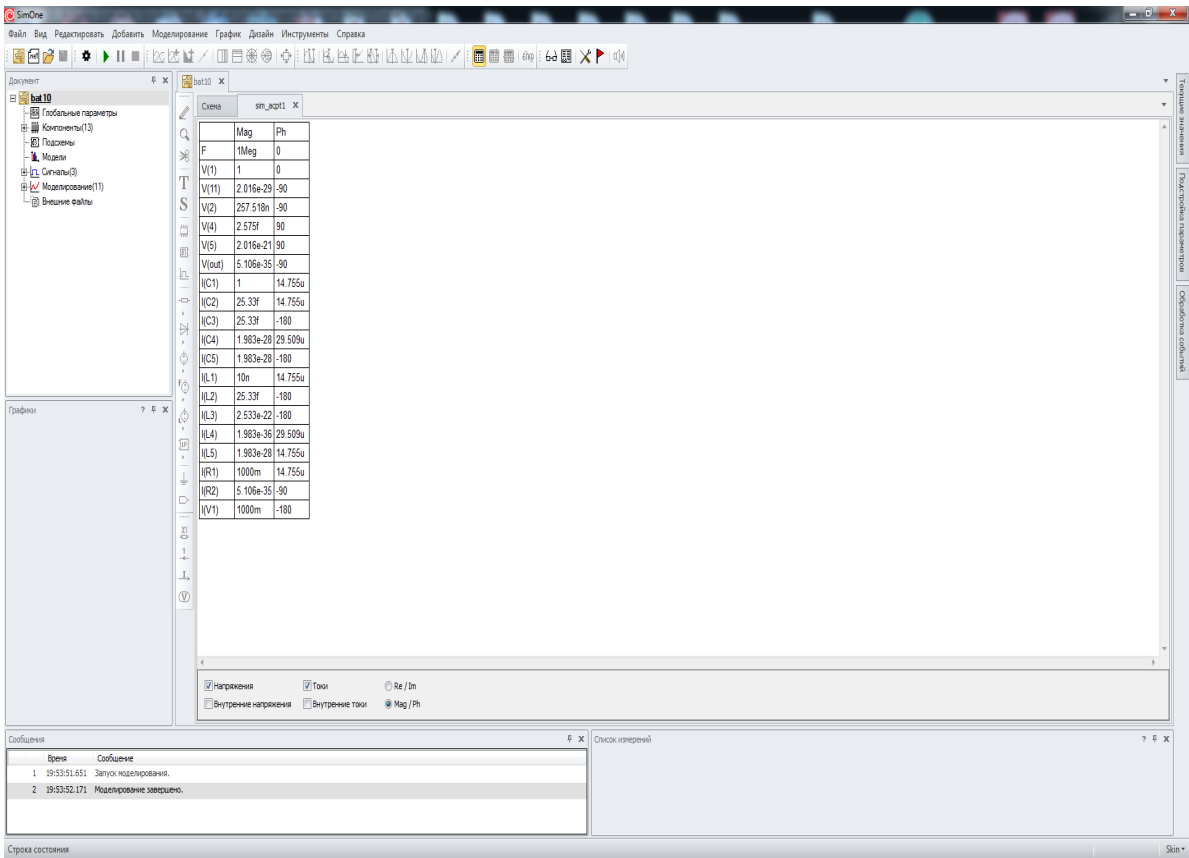 SimOne
Файл Вид Редактировать Добавить Моделирование График Дизайн Инструменты Справка
Документ
bat10
Глобальные параметры
Компоненты(13)
Подсхемы
Модели
Сигналы(3)
Моделирование(11)
Внешние файлы
Графики
bat10
Схема sim_acpt1
T
S
Mag Ph
F 1Meg 0
V(1) 1 0
V(11) 2.016e-29 -90
V(2) 257.518n -90
V(4) 2.575f 90
V(5) 2.016e-21 90
V(out) 5.106e-35 -90
I(C1) 1 14.755u
I(C2) 25.33f 14.755u
I(C3) 25.33f -180
I(C4) 1.983e-28 29.509u
I(C5) 1.983e-28 -180
I(L1) 10n 14.755u
I(L2) 25.33f -180
I(L3) 2.533e-22 -180
I(L4) 1.983e-36 29.509u
I(L5) 1.983e-28 14.755u
I(R1) 1000m 14.755u
I(R2) 5.106e-35 -90
I(V1) 1000m -180
Напряжения Токи Re / Im
Внутренние напряжения Внутренние токи Mag / Ph
Текущие значения
Подстройка параметров
Обработка событий
Сообщения
Время Сообщение
1 19:53:51.651 Запуск моделирования.
2 19:53:52.171 Моделирование завершено.
Список измерений
Строка состояния
Skin